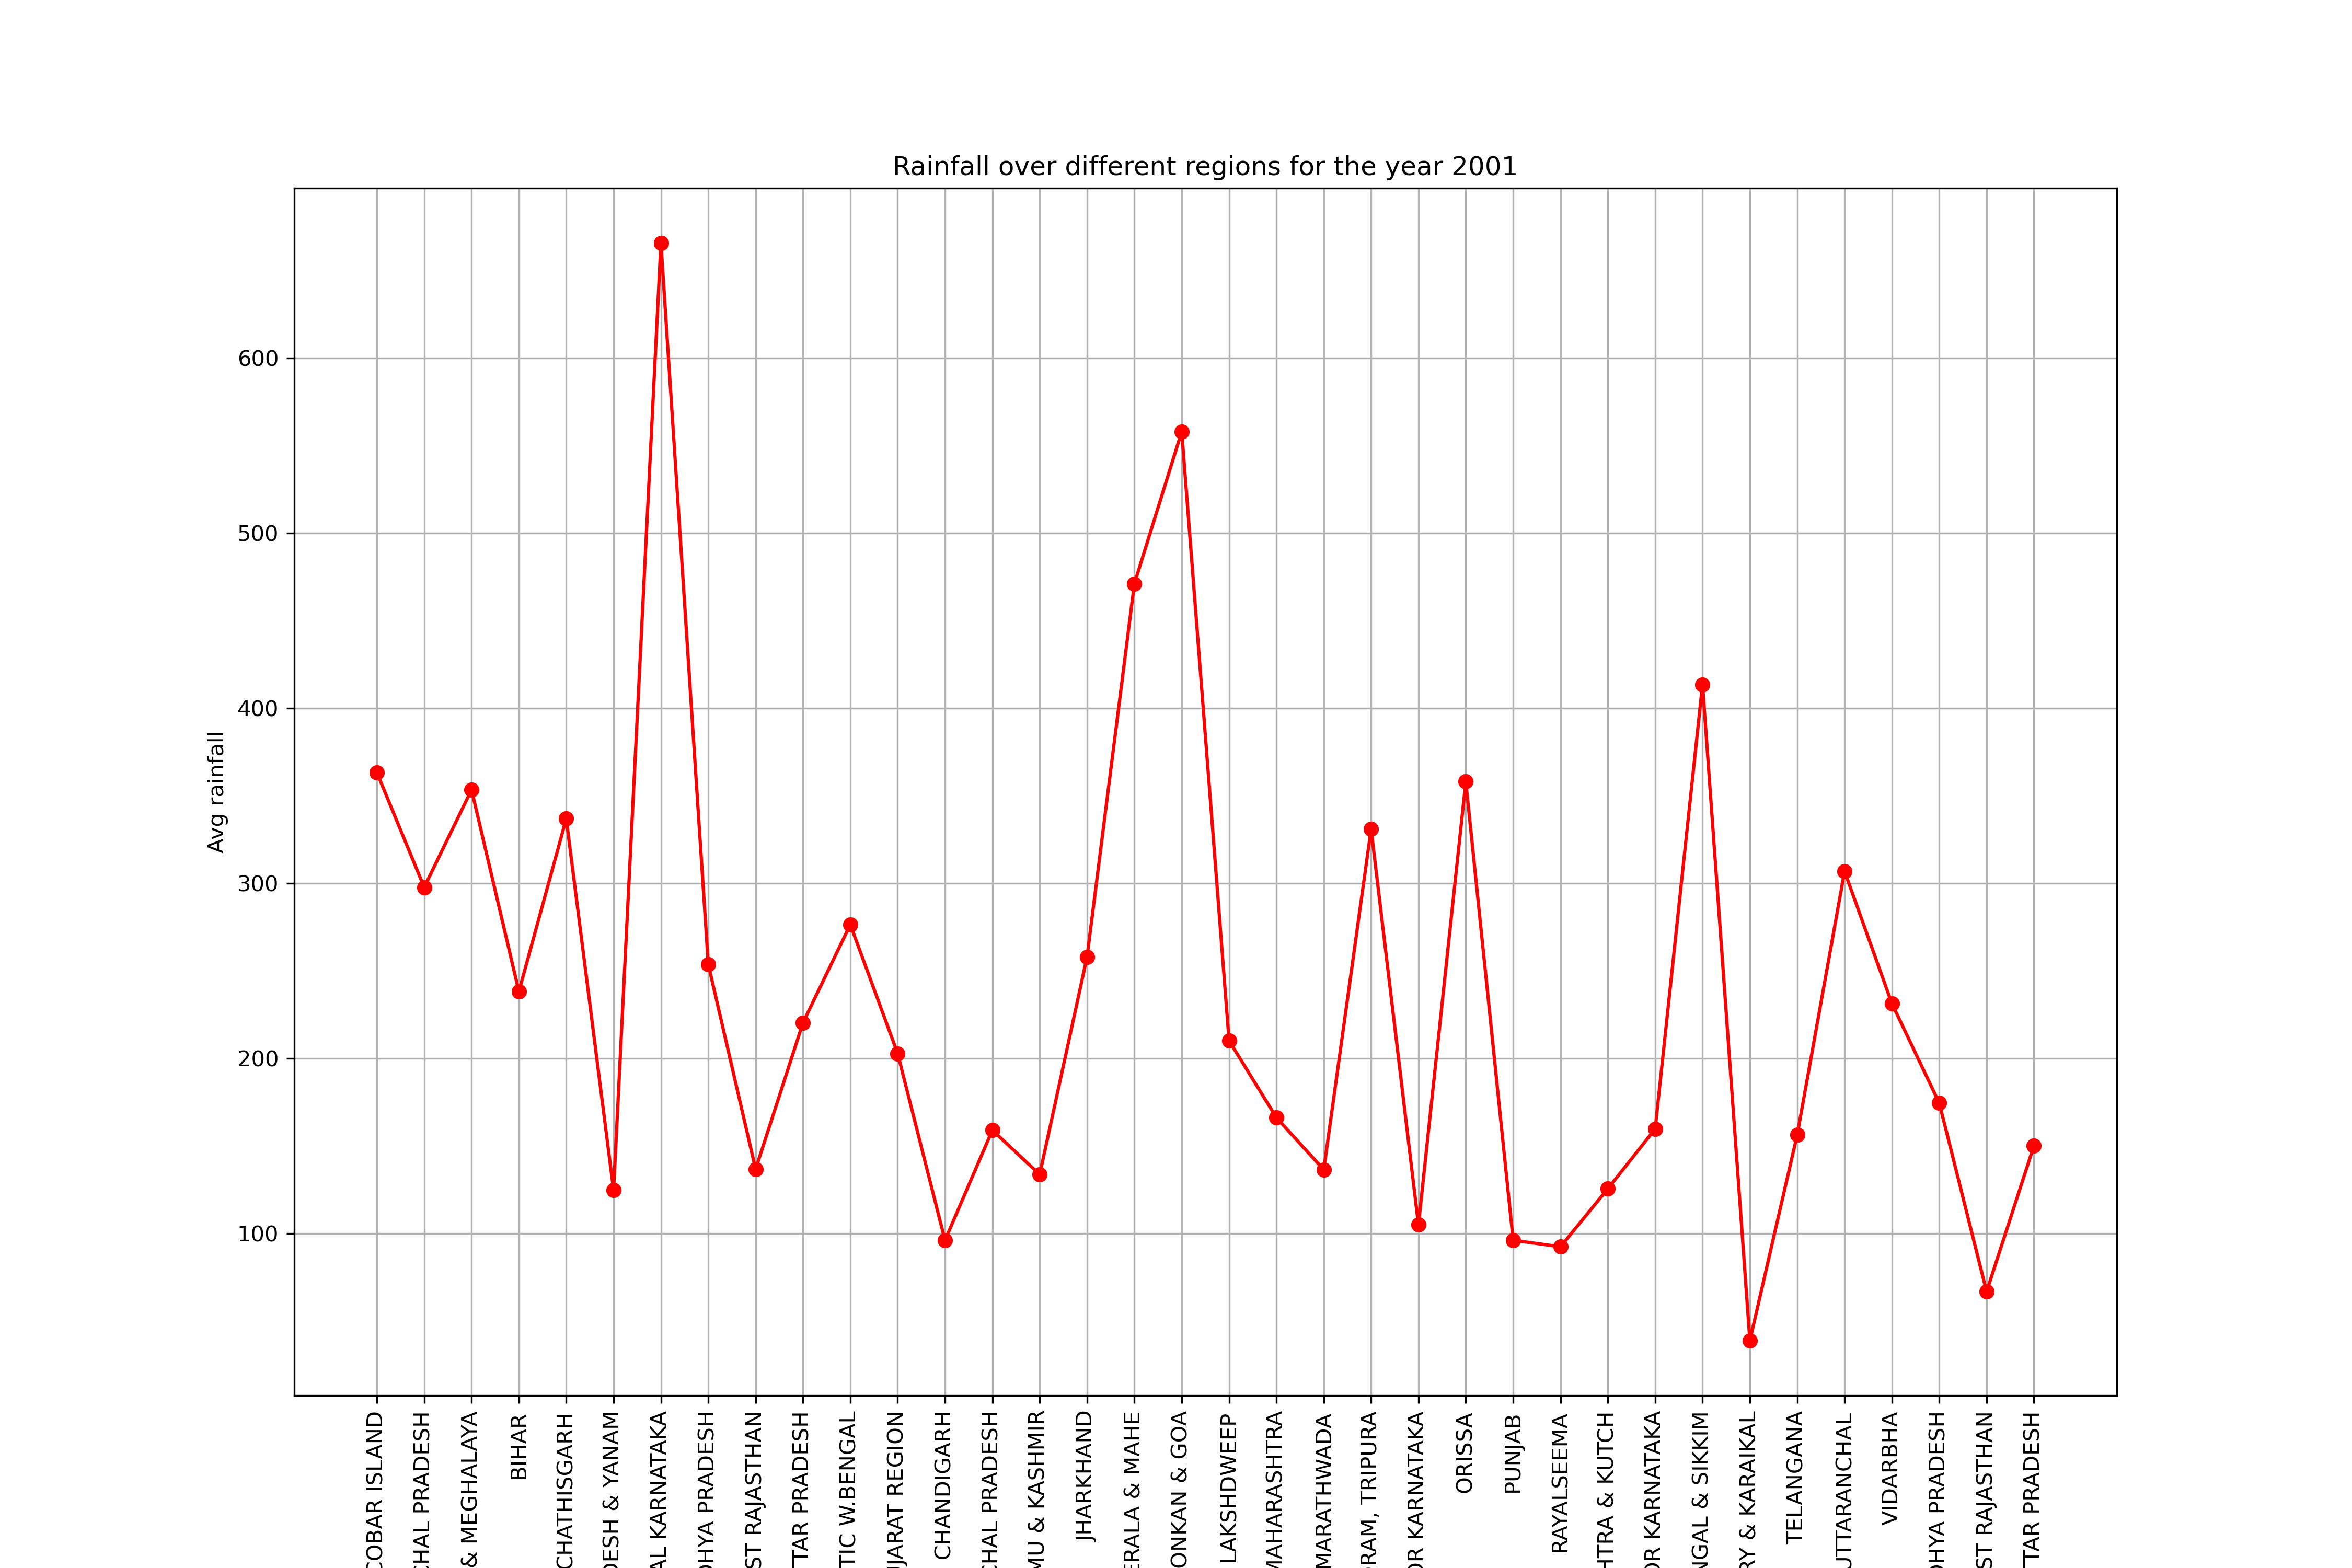 Rainfall over different regions for the year 2001
600
500
400
300
200
100
Avg rainfall
COBAR ISLAND
CHAL PRADESH
& MEGHALAYA
BIHAR
CHATHISGARH
DESH & YANAM
AL KARNATAKA
DHYA PRADESH
ST RAJASTHAN
TTAR PRADESH
TIC W.BENGAL
JARAT REGION
CHANDIGARH
CHAL PRADESH
MU & KASHMIR
JHARKHAND
ERALA & MAHE
ONKAN & GOA
LAKSHDWEEP
MAHARASHTRA
MARATHWADA
RAM, TRIPURA
OR KARNATAKA
ORISSA
PUNJAB
RAYALSEEMA
HTRA & KUTCH
OR KARNATAKA
NGAL & SIKKIM
RY & KARAIKAL
TELANGANA
UTTARANCHAL
VIDARBHA
DHYA PRADESH
ST RAJASTHAN
TTAR PRADESH